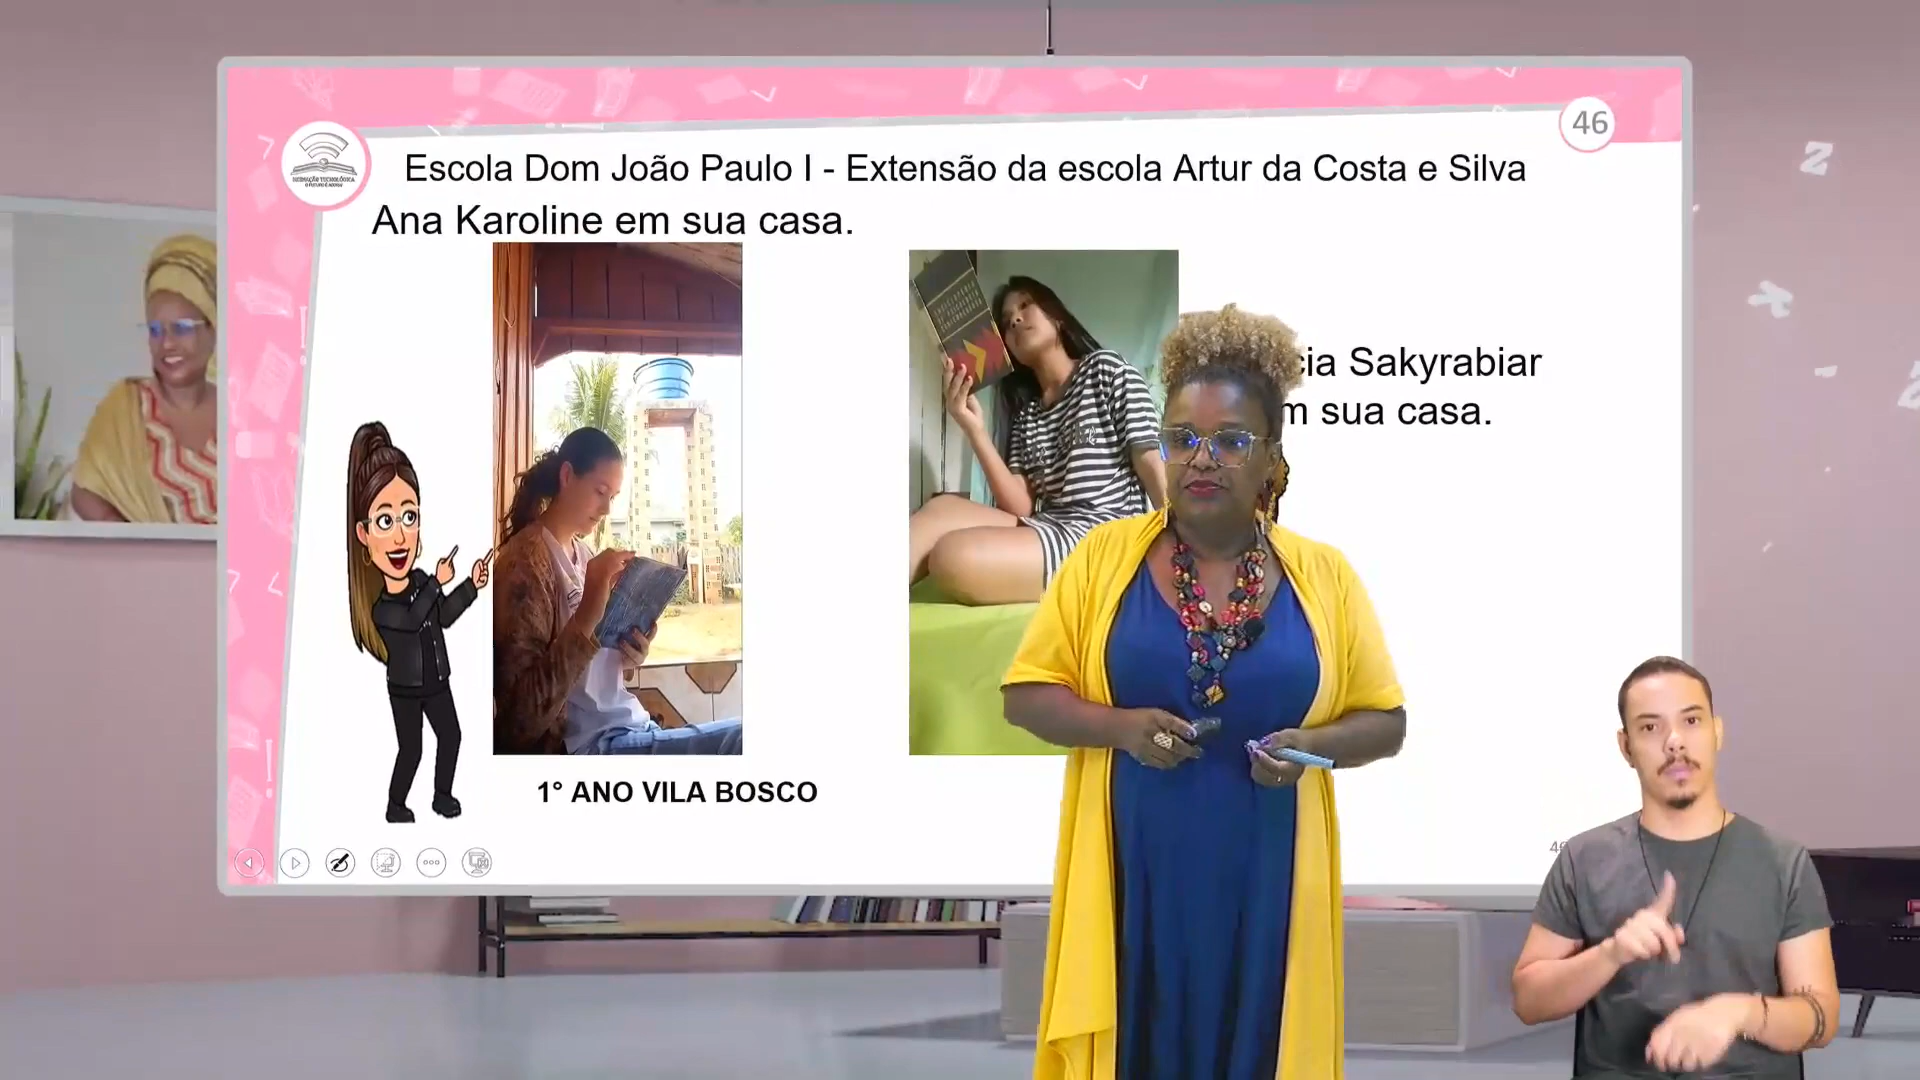 46
Escola Dom João Paulo I - Extensão da escola Artur da Costa e Silva
Ana Karoline em sua casa.
cia Sakyrabiar
m sua casa.
1° ANO VILA BOSCO